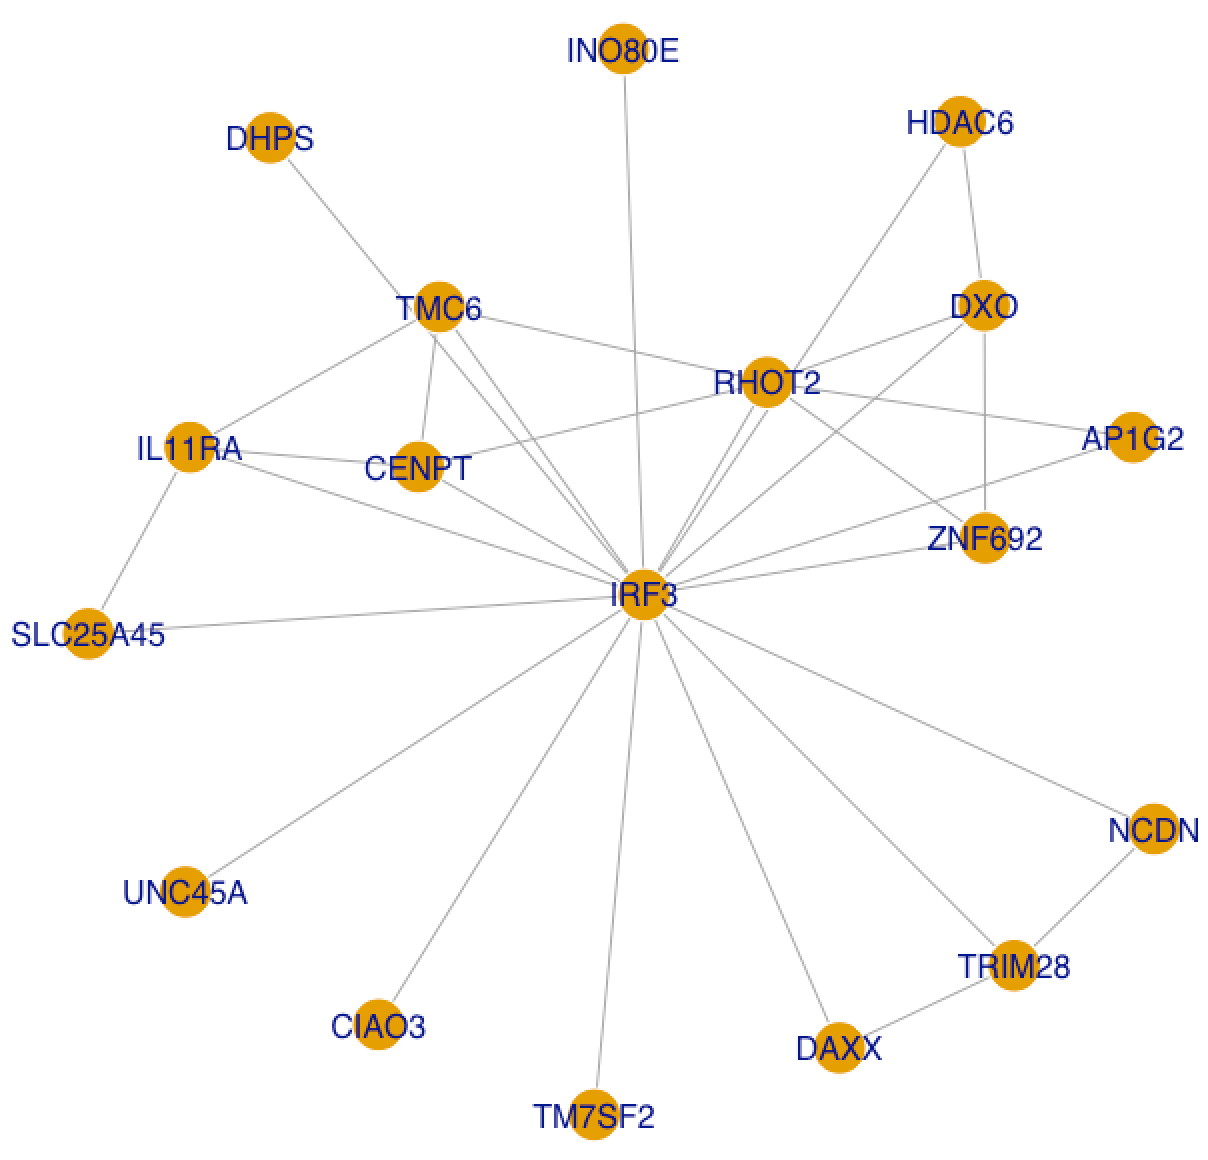 INO80E
HDAC6
DHPS
TMC6
DXO
RHOT2
AP1G2
IL11RA
CENPT
ZNF692
IRF3
SLC25A45
NCDN
UNC45A
TRIM28
CIAO3
DAXX
TM7SF2